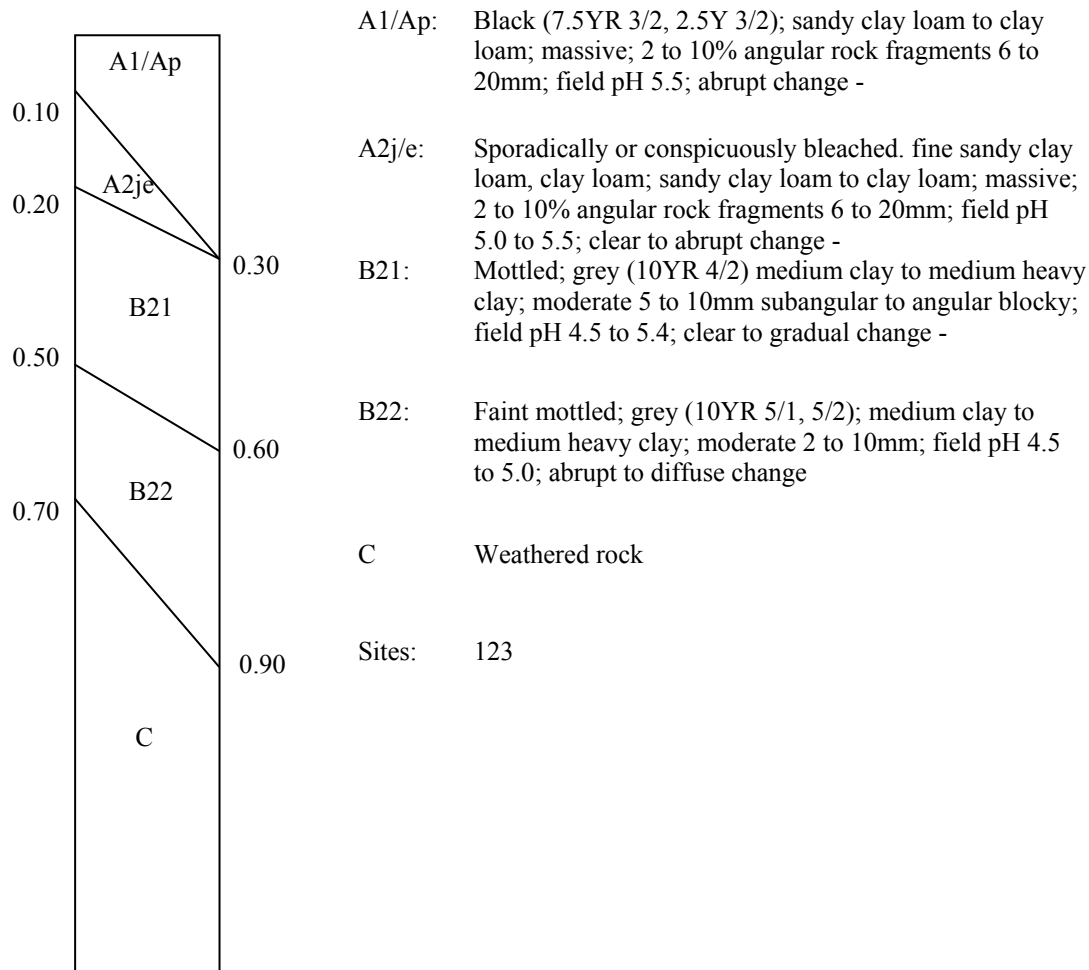 A1/Ap: Black (7.5YR 3/2, 2.5Y 3/2); sandy clay loam to clay
loam; massive; 2 to 10% angular rock fragments 6 to
20mm; field pH 5.5; abrupt change -
A2j/e: Sporadically or conspicuously bleached. fine sandy clay
loam, clay loam; sandy clay loam to clay loam; massive;
2 to 10% angular rock fragments 6 to 20mm; field pH
5.0 to 5.5; clear to abrupt change -
B21: Mottled; grey (10YR 4/2) medium clay to medium heavy
clay; moderate 5 to 10mm subangular to angular blocky;
field pH 4.5 to 5.4; clear to gradual change -
B22: Faint mottled; grey (10YR 5/1, 5/2); medium clay to
medium heavy clay; moderate 2 to 10mm; field pH 4.5
to 5.0; abrupt to diffuse change
C Weathered rock
Sites: 123
A1/Ap
0.10
A2je
0.20
0.30
B21
0.50
0.60
B22
0.70
0.90
C